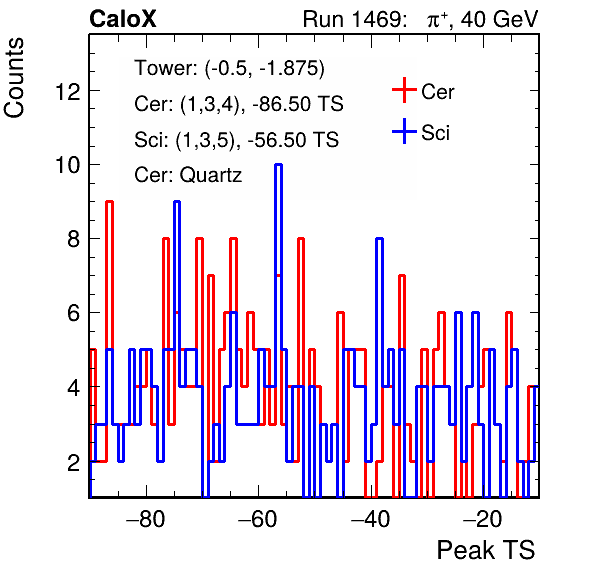 CaloX Run 1469: π⁺, 40 GeV
Counts
Tower: (-0.5, -1.875)
Cer: (1,3,4), -86.50 TS
Sci: (1,3,5), -56.50 TS
Cer: Quartz
Cer
Sci
12
10
8
6
4
2
−80 −60 −40 −20
Peak TS